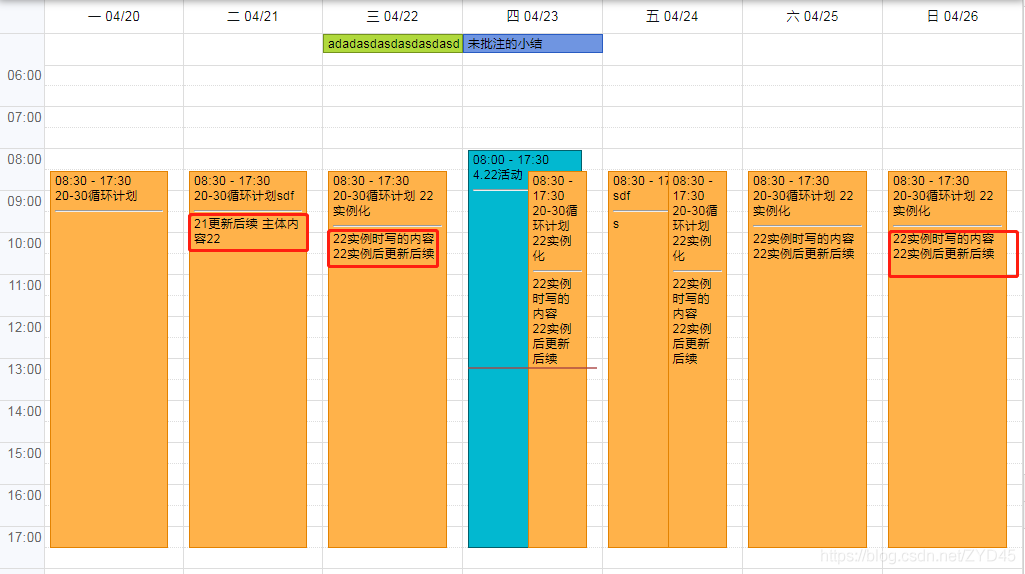 一 04/20
二 04/21
三 04/22
四 04/23
五 04/24
六 04/25
日 04/26
adadasdasdasdasdasd
未批注的小结
06:00
07:00
08:00
09:00
10:00
11:00
12:00
13:00
14:00
15:00
16:00
17:00
08:30 - 17:30
20-30循环计划
08:30 - 17:30
20-30循环计划sdf
21更新后续 主体内
容22
08:30 - 17:30
20-30循环计划 22
实例化
22实例时写的内容
22实例后更新后续
08:00 - 17:30
4.22活动
08:30 -
17:30
20-30循
环计划
22实例
化
22实例
时写的
内容
22实例
后更新
后续
08:30 - 17
sdf
s
08:30 -
17:30
20-30循
环计划
22实例
化
22实例
时写的
内容
22实例
后更新
后续
08:30 - 17:30
20-30循环计划 22
实例化
22实例时写的内容
22实例后更新后续
08:30 - 17:30
20-30循环计划 22
实例化
22实例时写的内容
22实例后更新后续
https://blog.csdn.net/ZYD45